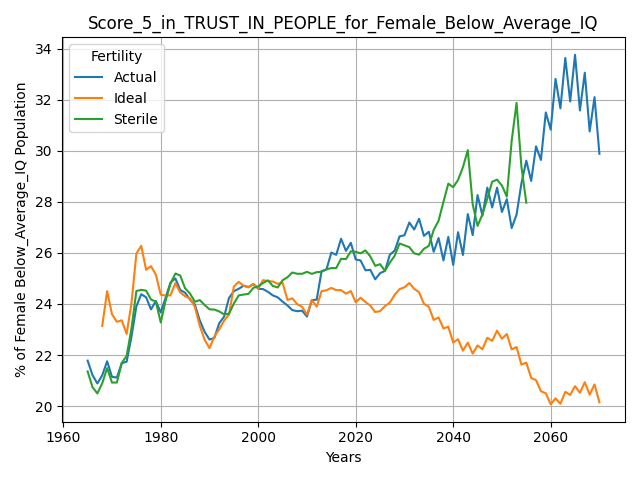 Score_5_in_TRUST_IN_PEOPLE_for_Female_Below_Average_IQ
% of Female Below_Average_IQ Population
34
32
30
28
26
24
22
20
Fertility
Actual
Ideal
Sterile
1960
1980
2000
2020
2040
2060
Years